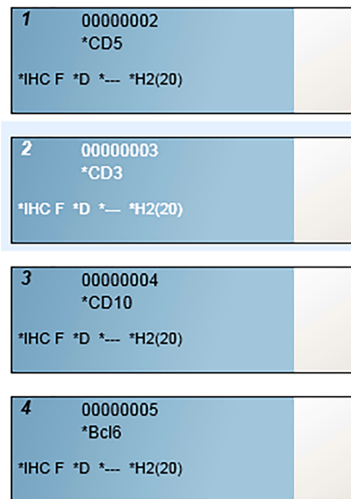 1 00000002
*CD5
*IHC F *D *--- *H2(20)
2 00000003
*CD3
*IHC F *D *--- *H2(20)
3 00000004
*CD10
*IHC F *D *--- *H2(20)
4 00000005
*Bcl6
*IHC F *D *--- *H2(20)